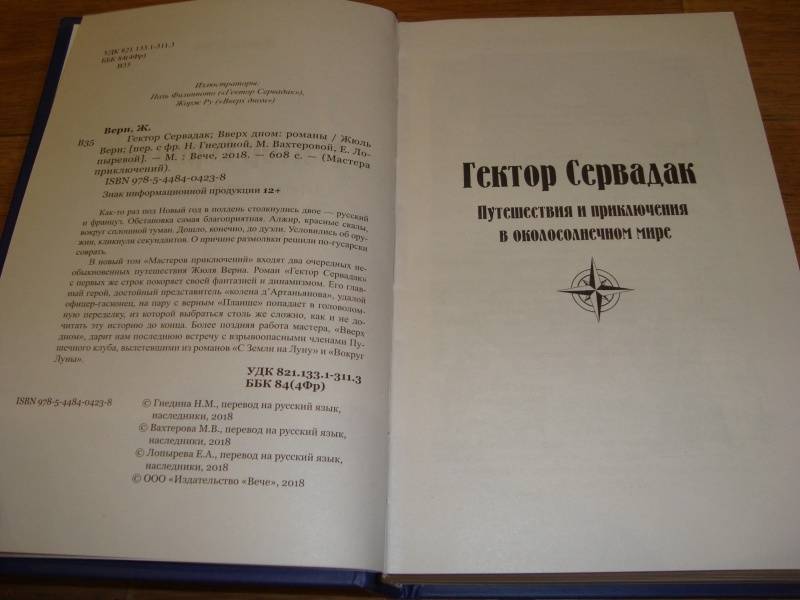 УДК 821.133.1-311.3
ББК 84(4Фр)
В35
Иллюстраторы:
Поль Филиппото («Гектор Сервадак»),
Жорж Ру («Вверх дном»)
Верн, Ж.
В35 Гектор Сервадак; Вверх дном: романы / Жюль
Верн; [пер. с фр. Н. Гнединой, М. Вахтеровой, Е. Ло-
пыревой]. — М. : Вече, 2018. — 608 с. — (Мастера
приключений).
ISBN 978-5-4484-0423-8
Знак информационной продукции 12+
Как-то раз под Новый год в полдень столкнулись двое — русский
и француз. Обстановка самая благоприятная. Алжир, красные скалы,
вокруг сплошной туман. Дошло, конечно, до дуэли. Условились об ору-
жии, кликнули секундантов. О причине размолвки решили по-гусарски
соврать.
В новый том «Мастеров приключений» входят два очередных не-
обыкновенных путешествия Жюля Верна. Роман «Гектор Сервадак»
с первых же строк покоряет своей фантазией и динамизмом. Его глав-
ный герой, достойный представитель «колена д'Артаньянова», удалой
офицер-гасконец, на пару с верным «Планше» попадает в головолом-
ную переделку, из которой выбраться столь же сложно, как и не до-
читать эту историю до конца. Более поздняя работа мастера, «Вверх
дном», дарит нам последнюю встречу с взрывоопасными членами Пу-
шечного клуба, вылетевшими из романов «С Земли на Луну» и «Вокруг
Луны».
УДК 821.133.1-311.3
ББК 84(4Фр)
ISBN 978-5-4484-0423-8
© Гнедина Н.М., перевод на русский язык,
наследники, 2018
© Вахтерова М.В., перевод на русский язык,
наследники, 2018
© Лопырева Е.А., перевод на русский язык,
наследники, 2018
© ООО «Издательство «Вече», 2018
Гектор Сервадак
Путешествия и приключения
в околосолнечном мире